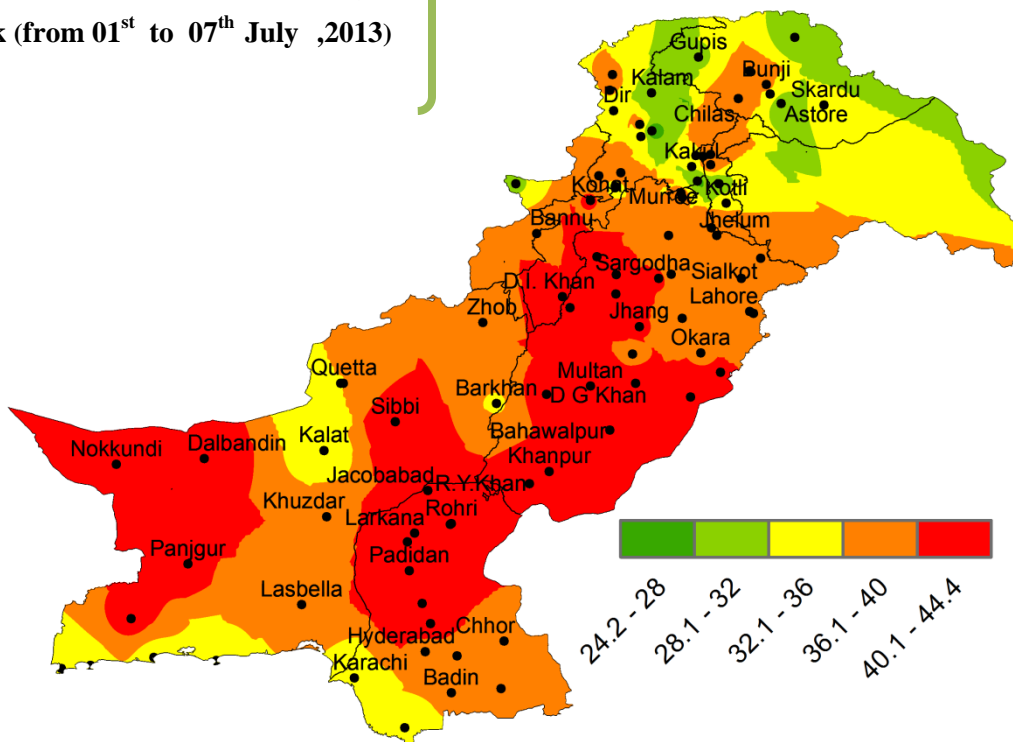 k (from 01st to 07th July ,2013)
Gupis
Bunji
Kalam
Skardu
Dir
Astore
Chilas
Kakul
Kohat
Kotli
Murree
Bannu
Jhelum
Sargodha
Sialkot
D.I. Khan
Lahore
Zhob
Jhang
Okara
Quetta
Multan
Barkhan
D G Khan
Sibbi
Bahawalpur
Kalat
Nokkundi
Dalbandin
Khanpur
Jacobabad
R.Y.Khan
Khuzdar
Rohri
Larkana
Panjgur
Padidan
Lasbella
Chhor
Hyderabad
Karachi
Badin
24.2 - 28
28.1 - 32
32.1 - 36
36.1 - 40
40.1 - 44.4